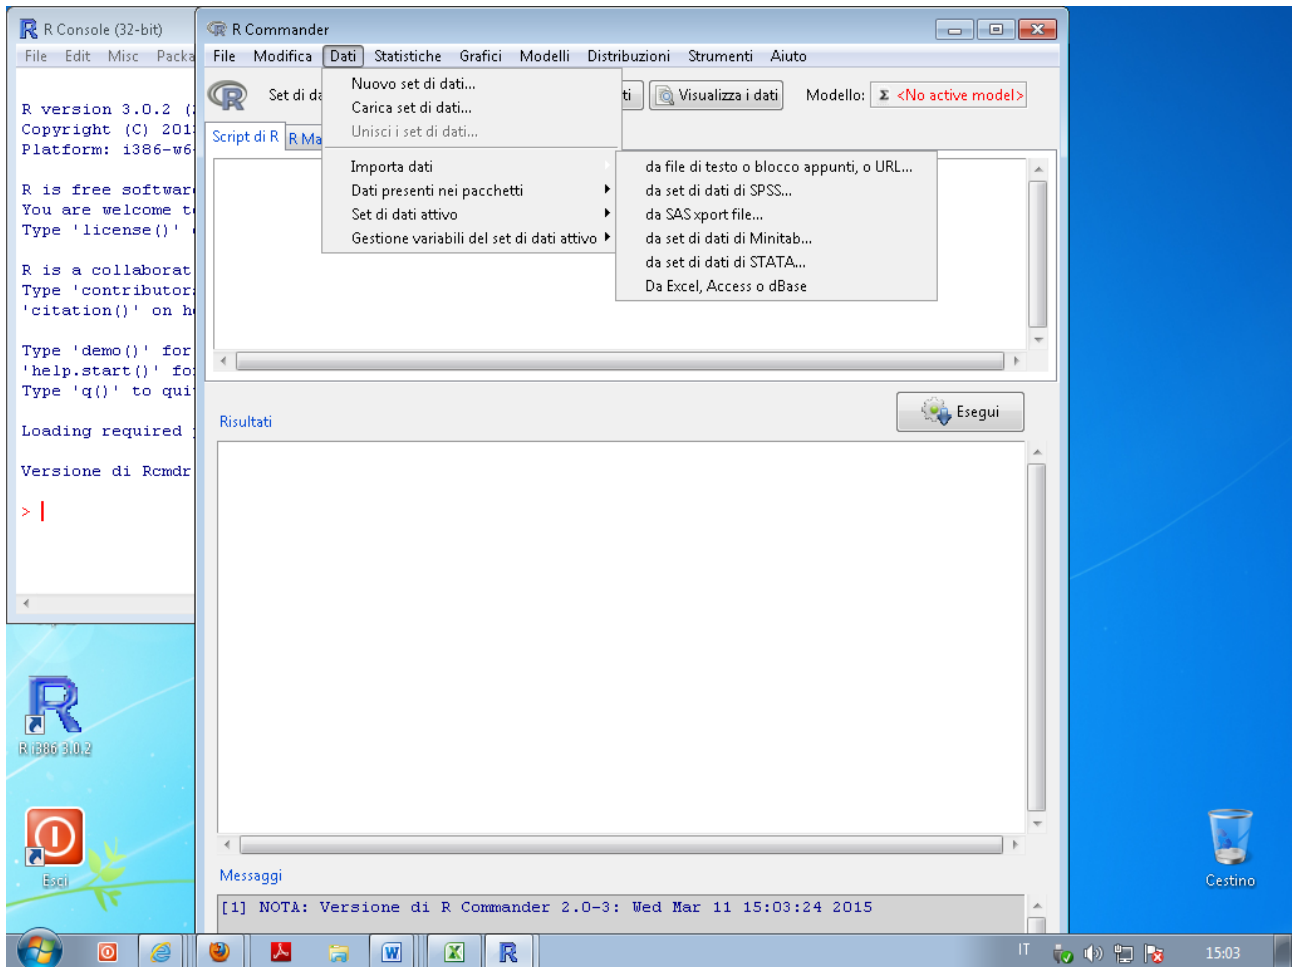 R Console (32-bit)
File Edit Misc Packa
R version 3.0.2 (
Copyright (C) 201
Platform: i386-w6
R is free softwar
You are welcome t
Type 'license()'
R is a collaborat
Type 'contributor
'citation()' on h
Type 'demo()' for
'help.start()' fo
Type 'q()' to qui
Loading required
Versione di Rcmdr
>
R Commander
File Modifica Dati Statistiche Grafici Modelli Distribuzioni Strumenti Aiuto
Set di da
ti
Visualizza i dati
Modello: Σ <No active model>
Script di R
R Ma
Nuovo set di dati...
Carica set di dati...
Unisci i set di dati...
Importa dati
Dati presenti nei pacchetti
Set di dati attivo
Gestione variabili del set di dati attivo
da file di testo o blocco appunti, o URL...
da set di dati di SPSS...
da SAS xport file...
da set di dati di Minitab...
da set di dati di STATA...
Da Excel, Access o dBase
Esegui
Risultati
Messaggi
[1] NOTA: Versione di R Commander 2.0-3: Wed Mar 11 15:03:24 2015
R i386 3.0.2
Esci
Cestino
IT
15:03